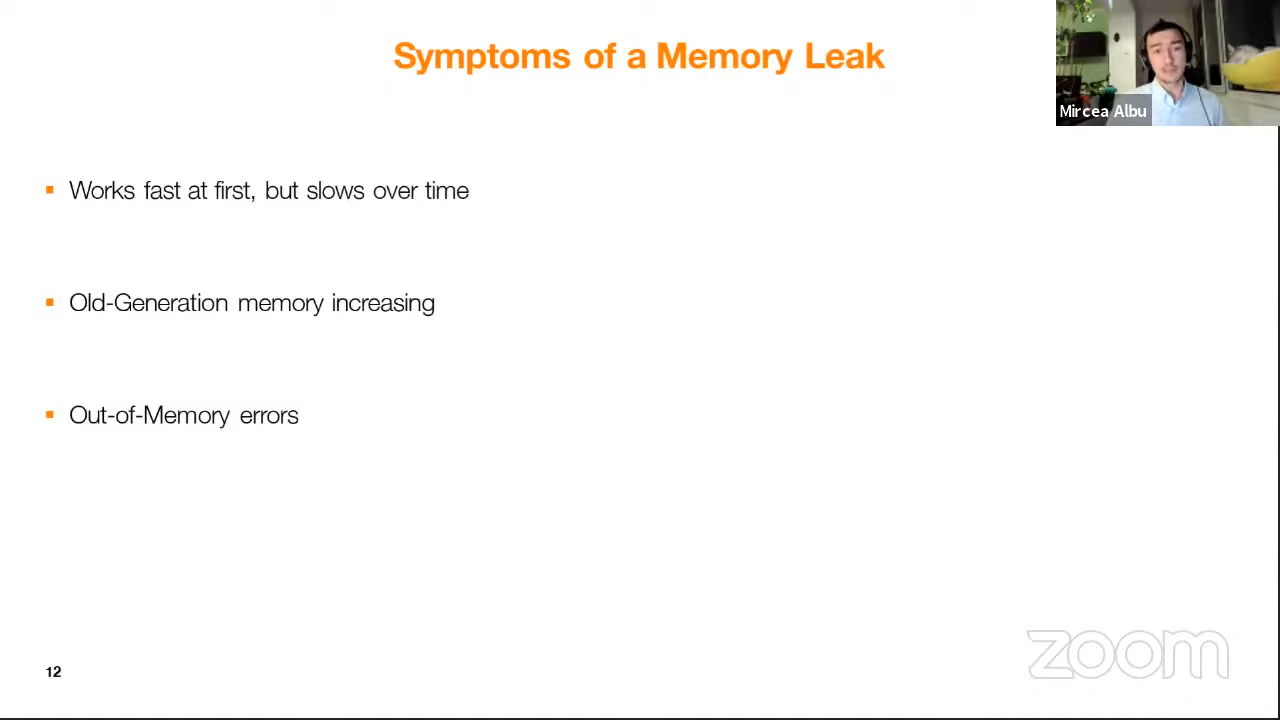 Symptoms of a Memory Leak
Mircea Albu
Works fast at first, but slows over time
Old-Generation memory increasing
Out-of-Memory errors
12
zoom